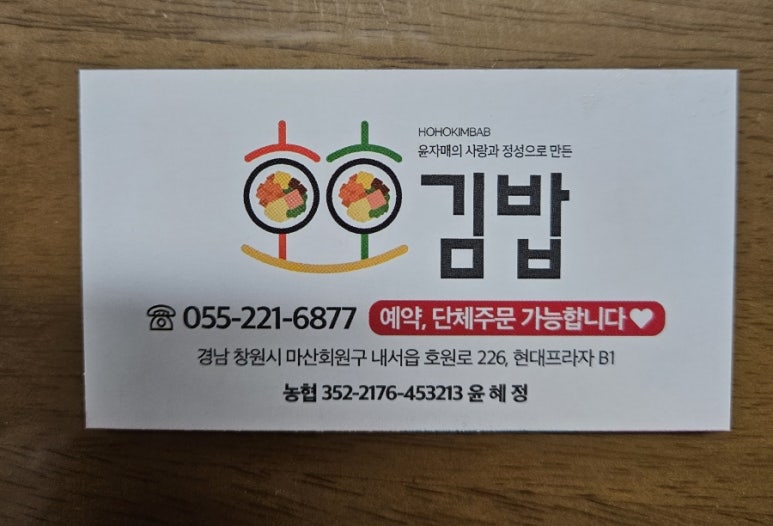 HOHOKIMBAB
윤자매의 사랑과 정성으로 만든
호호김밥
☎ 055-221-6877 예약, 단체주문 가능합니다♥
경남 창원시 마산회원구 내서읍 호원로 226, 현대프라자 B1
농협 352-2176-453213 윤혜정